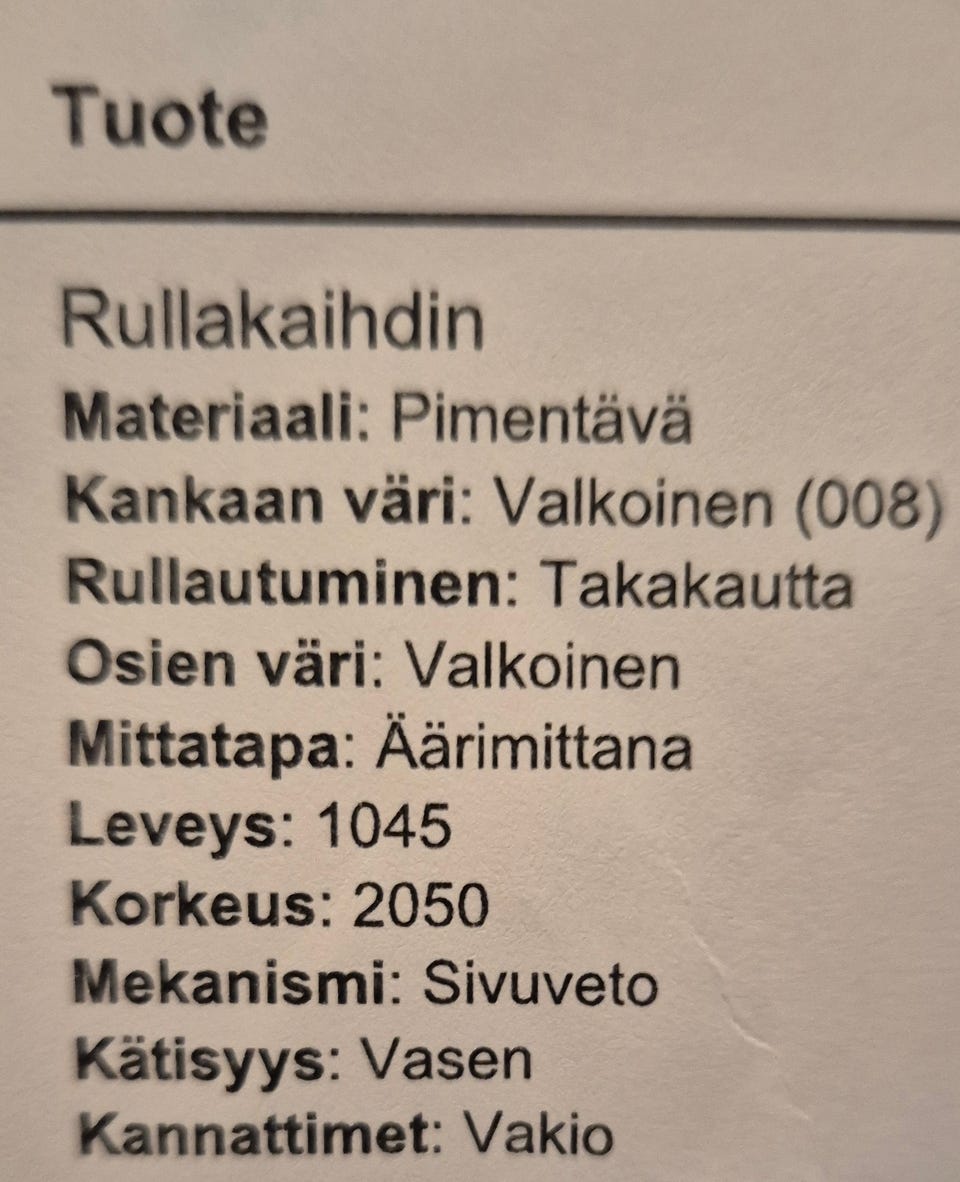 Tuote
Rullakaihdin
Materiaali: Pimentävä
Kankaan väri: Valkoinen (008)
Rullautuminen: Takakautta
Osien väri: Valkoinen
Mittatapa: Äärimittana
Leveys: 1045
Korkeus: 2050
Mekanismi: Sivuveto
Kätisyys: Vasen
Kannattimet: Vakio